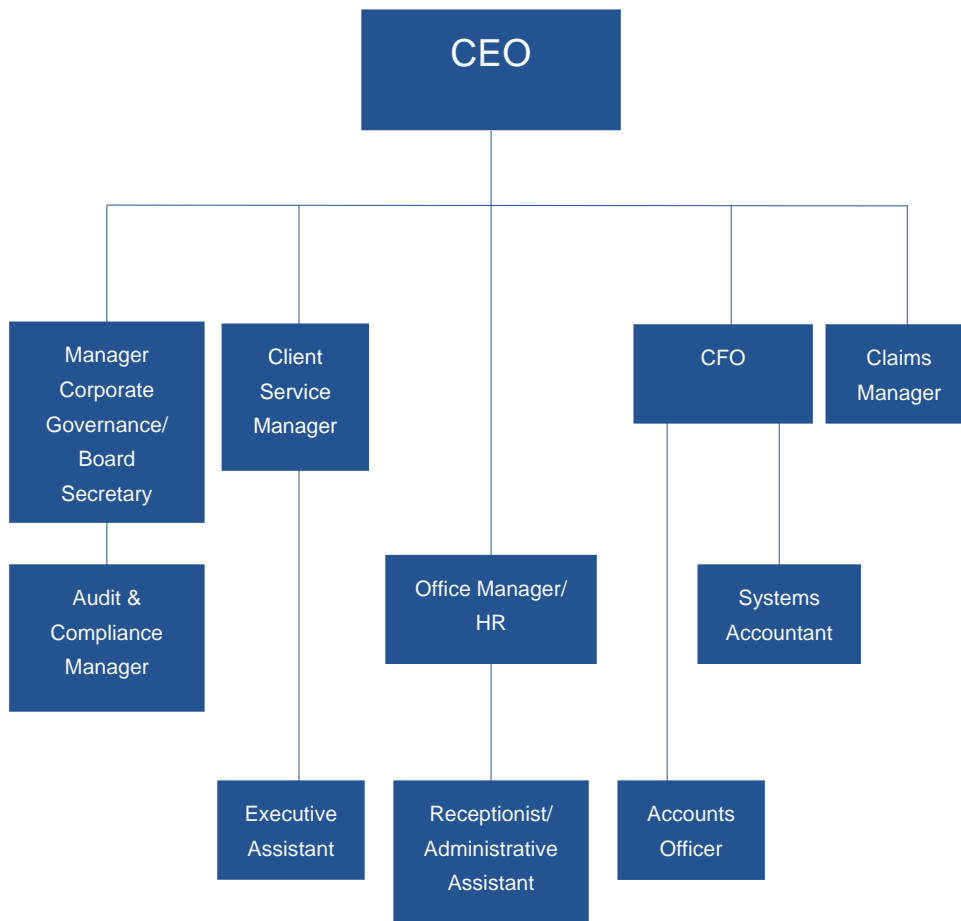 CEO
Manager
Corporate
Governance/
Board
Secretary
Client
Service
Manager
CFO
Claims
Manager
Audit &
Compliance
Manager
Office Manager/
HR
Systems
Accountant
Executive
Assistant
Receptionist/
Administrative
Assistant
Accounts
Officer